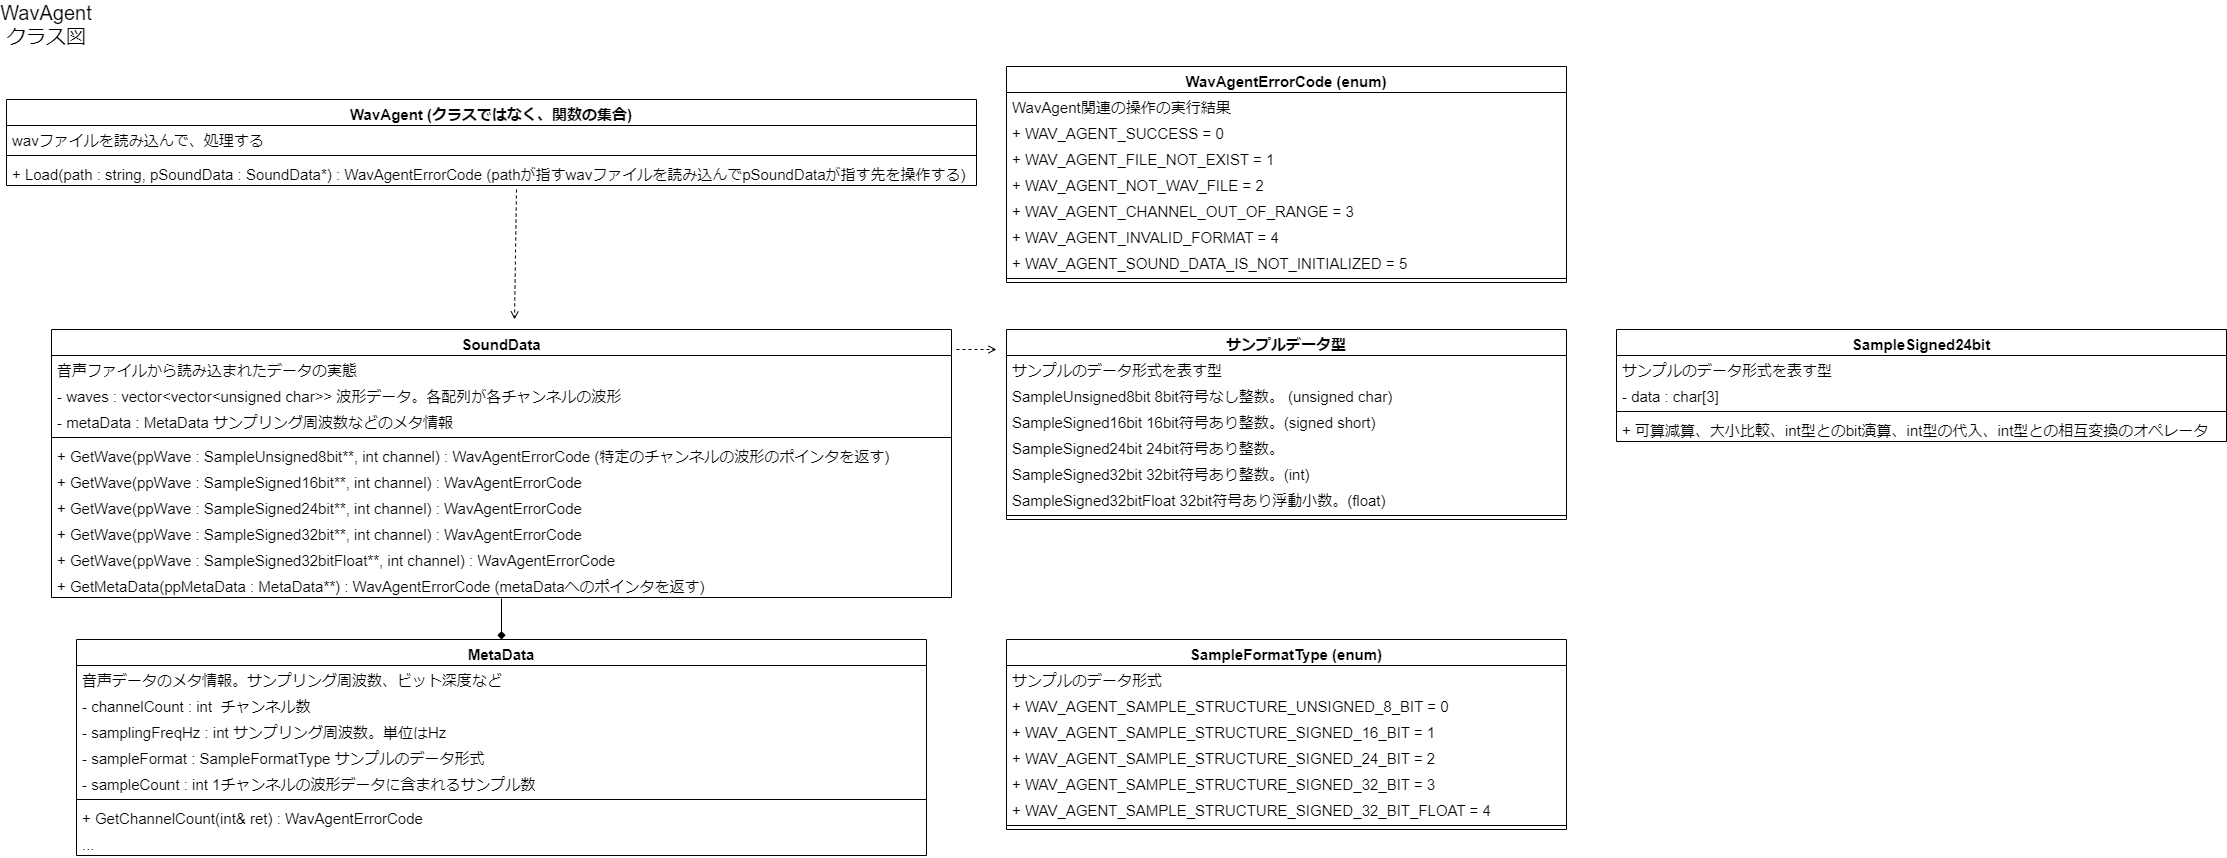 WavAgent
クラス図
WavAgent (クラスではなく、関数の集合)
wavファイルを読み込んで、処理する
+ Load(path : string, pSoundData : SoundData*) : WavAgentErrorCode (pathが指すwavファイルを読み込んでpSoundDataが指す先を操作する)
WavAgentErrorCode (enum)
WavAgent関連の操作の実行結果
+ WAV_AGENT_SUCCESS = 0
+ WAV_AGENT_FILE_NOT_EXIST = 1
+ WAV_AGENT_NOT_WAV_FILE = 2
+ WAV_AGENT_CHANNEL_OUT_OF_RANGE = 3
+ WAV_AGENT_INVALID_FORMAT = 4
+ WAV_AGENT_SOUND_DATA_IS_NOT_INITIALIZED = 5
SoundData
音声ファイルから読み込まれたデータの実態
- waves : vector<vector<unsigned char>> 波形データ。各配列が各チャンネルの波形
- metaData : MetaData サンプリング周波数などのメタ情報
+ GetWave(ppWave : SampleUnsigned8bit**, int channel) : WavAgentErrorCode (特定のチャンネルの波形のポインタを返す)
+ GetWave(ppWave : SampleSigned16bit**, int channel) : WavAgentErrorCode
+ GetWave(ppWave : SampleSigned24bit**, int channel) : WavAgentErrorCode
+ GetWave(ppWave : SampleSigned32bit**, int channel) : WavAgentErrorCode
+ GetWave(ppWave : SampleSigned32bitFloat**, int channel) : WavAgentErrorCode
+ GetMetaData(ppMetaData : MetaData**) : WavAgentErrorCode (metaDataへのポインタを返す)
サンプルデータ型
サンプルのデータ形式を表す型
SampleUnsigned8bit 8bit符号なし整数。 (unsigned char)
SampleSigned16bit 16bit符号あり整数。(signed short)
SampleSigned24bit 24bit符号あり整数。
SampleSigned32bit 32bit符号あり整数。(int)
SampleSigned32bitFloat 32bit符号あり浮動小数。(float)
SampleSigned24bit
サンプルのデータ形式を表す型
- data : char[3]
+ 可算減算、大小比較、int型とのbit演算、int型の代入、int型との相互変換のオペレータ
MetaData
音声データのメタ情報。サンプリング周波数、ビット深度など
- channelCount : int チャンネル数
- samplingFreqHz : int サンプリング周波数。単位はHz
- sampleFormat : SampleFormatType サンプルのデータ形式
- sampleCount : int 1チャンネルの波形データに含まれるサンプル数
+ GetChannelCount(int& ret) : WavAgentErrorCode
...
SampleFormatType (enum)
サンプルのデータ形式
+ WAV_AGENT_SAMPLE_STRUCTURE_UNSIGNED_8_BIT = 0
+ WAV_AGENT_SAMPLE_STRUCTURE_SIGNED_16_BIT = 1
+ WAV_AGENT_SAMPLE_STRUCTURE_SIGNED_24_BIT = 2
+ WAV_AGENT_SAMPLE_STRUCTURE_SIGNED_32_BIT = 3
+ WAV_AGENT_SAMPLE_STRUCTURE_SIGNED_32_BIT_FLOAT = 4